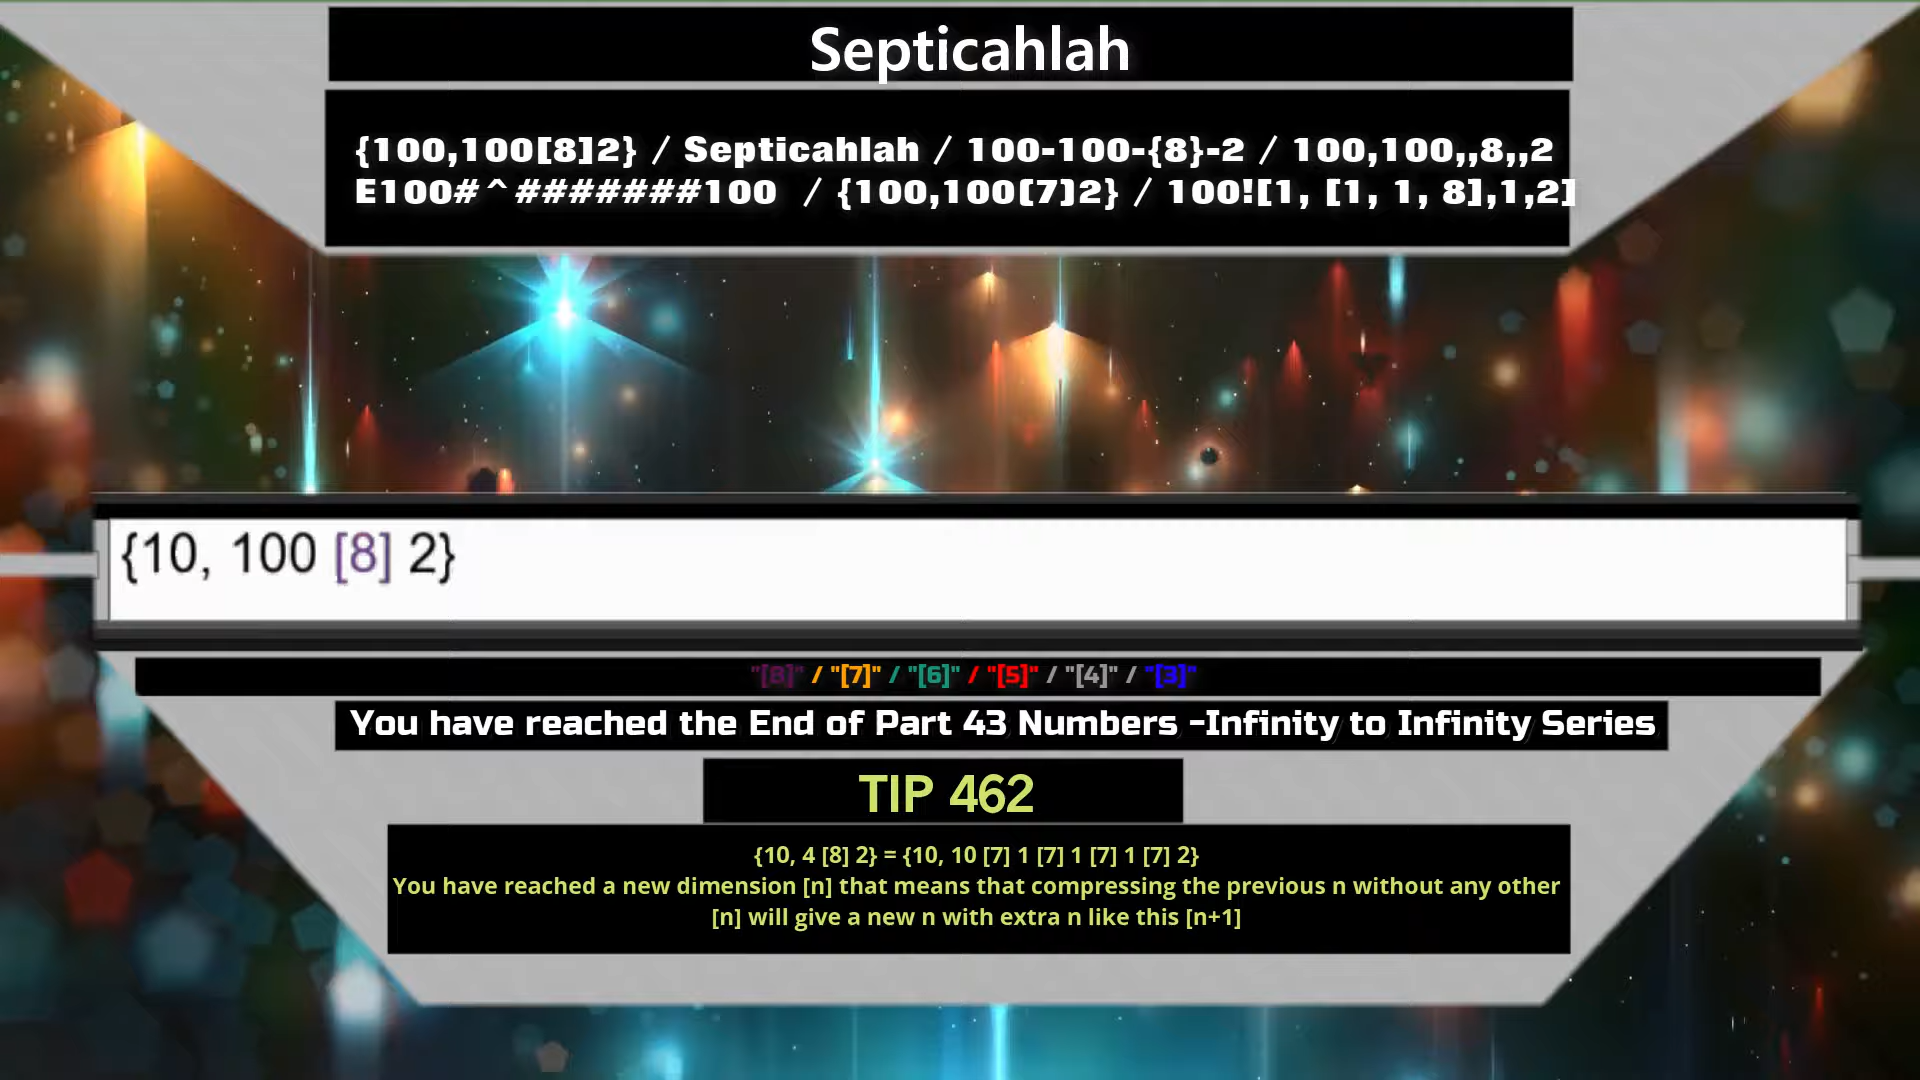 Septicahlah
{100,100[8]2} / Septicahlah / 100-100-{8}-2 / 100,100,,8,,2
E100#^#######100 / {100,100(7)2} / 100![1, [1, 1, 8],1,2]
{10, 100 [8] 2}
"[8]" / "[7]" / "[6]" / "[5]" / "[4]" / "[3]"
You have reached the End of Part 43 Numbers -Infinity to Infinity Series
TIP 462
{10, 4 [8] 2} = {10, 10 [7] 1 [7] 1 [7] 1 [7] 2}
You have reached a new dimension [n] that means that compressing the previous n without any other
[n] will give a new n with extra n like this [n+1]